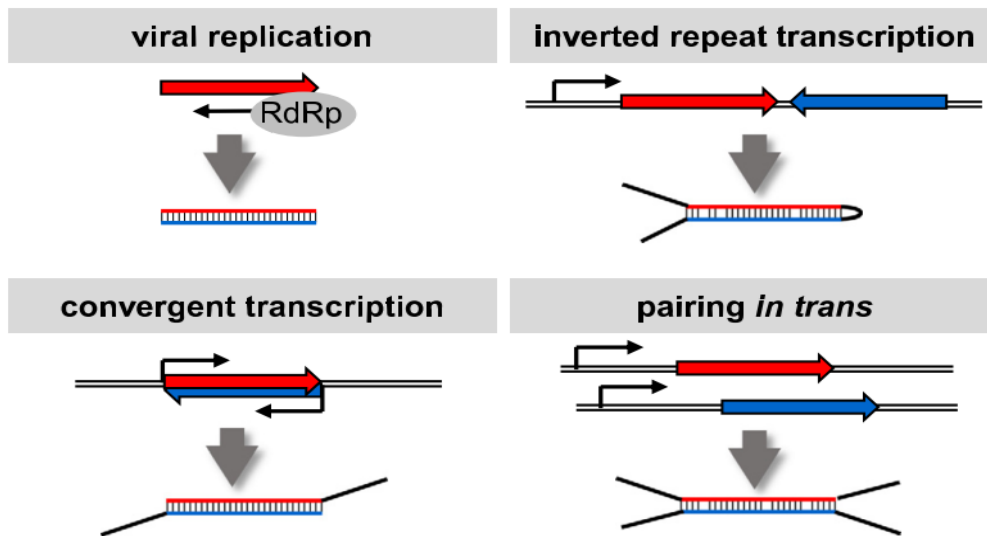 viral replication
RdRp
inverted repeat transcription
convergent transcription
pairing in trans